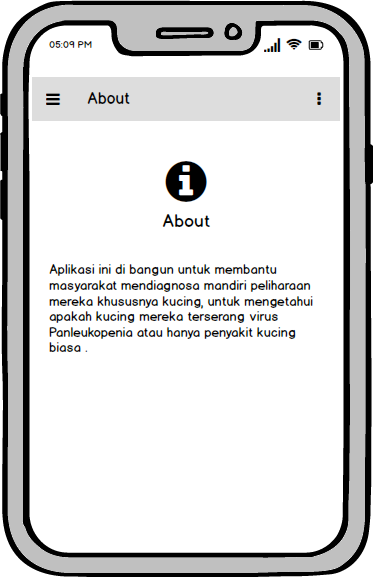 05:09 PM
About
About
Aplikasi ini di bangun untuk membantu
masyarakat mendiagnosa mandiri peliharaan
mereka khususnya kucing, untuk mengetahui
apakah kucing mereka terserang virus
Panleukopenia atau hanya penyakit kucing
biasa .